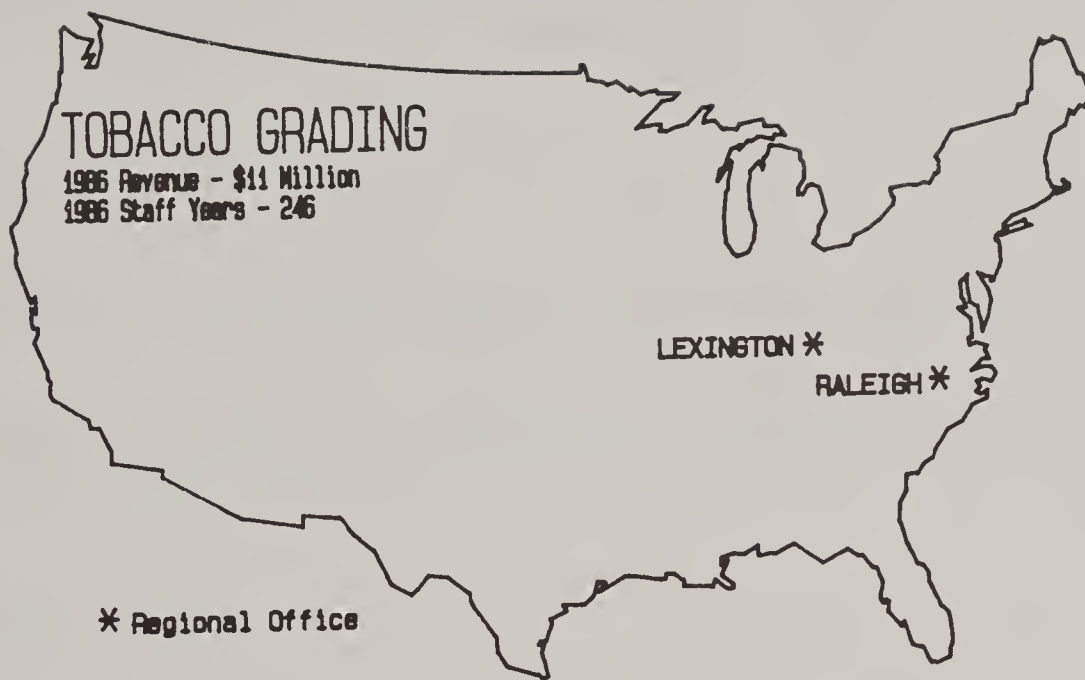 TOBACCO GRADING
1986 Revenue - $11 Million
1986 Staff Years - 246
LEXINGTON *
RALEIGH *
* Regional Office